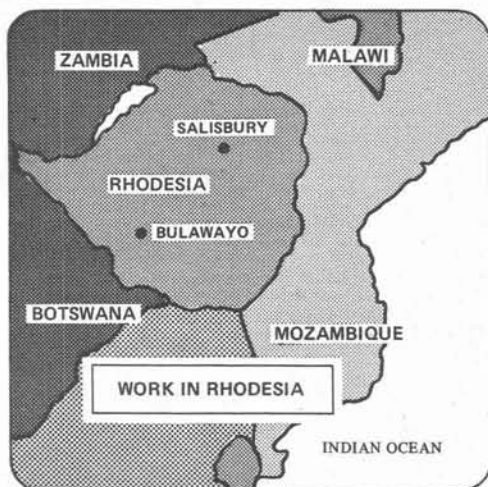 ZAMBIA
MALAWI
SALISBURY
RHODESIA
BULAWAYO
BOTSWANA
MOZAMBIQUE
WORK IN RHODESIA
INDIAN OCEAN